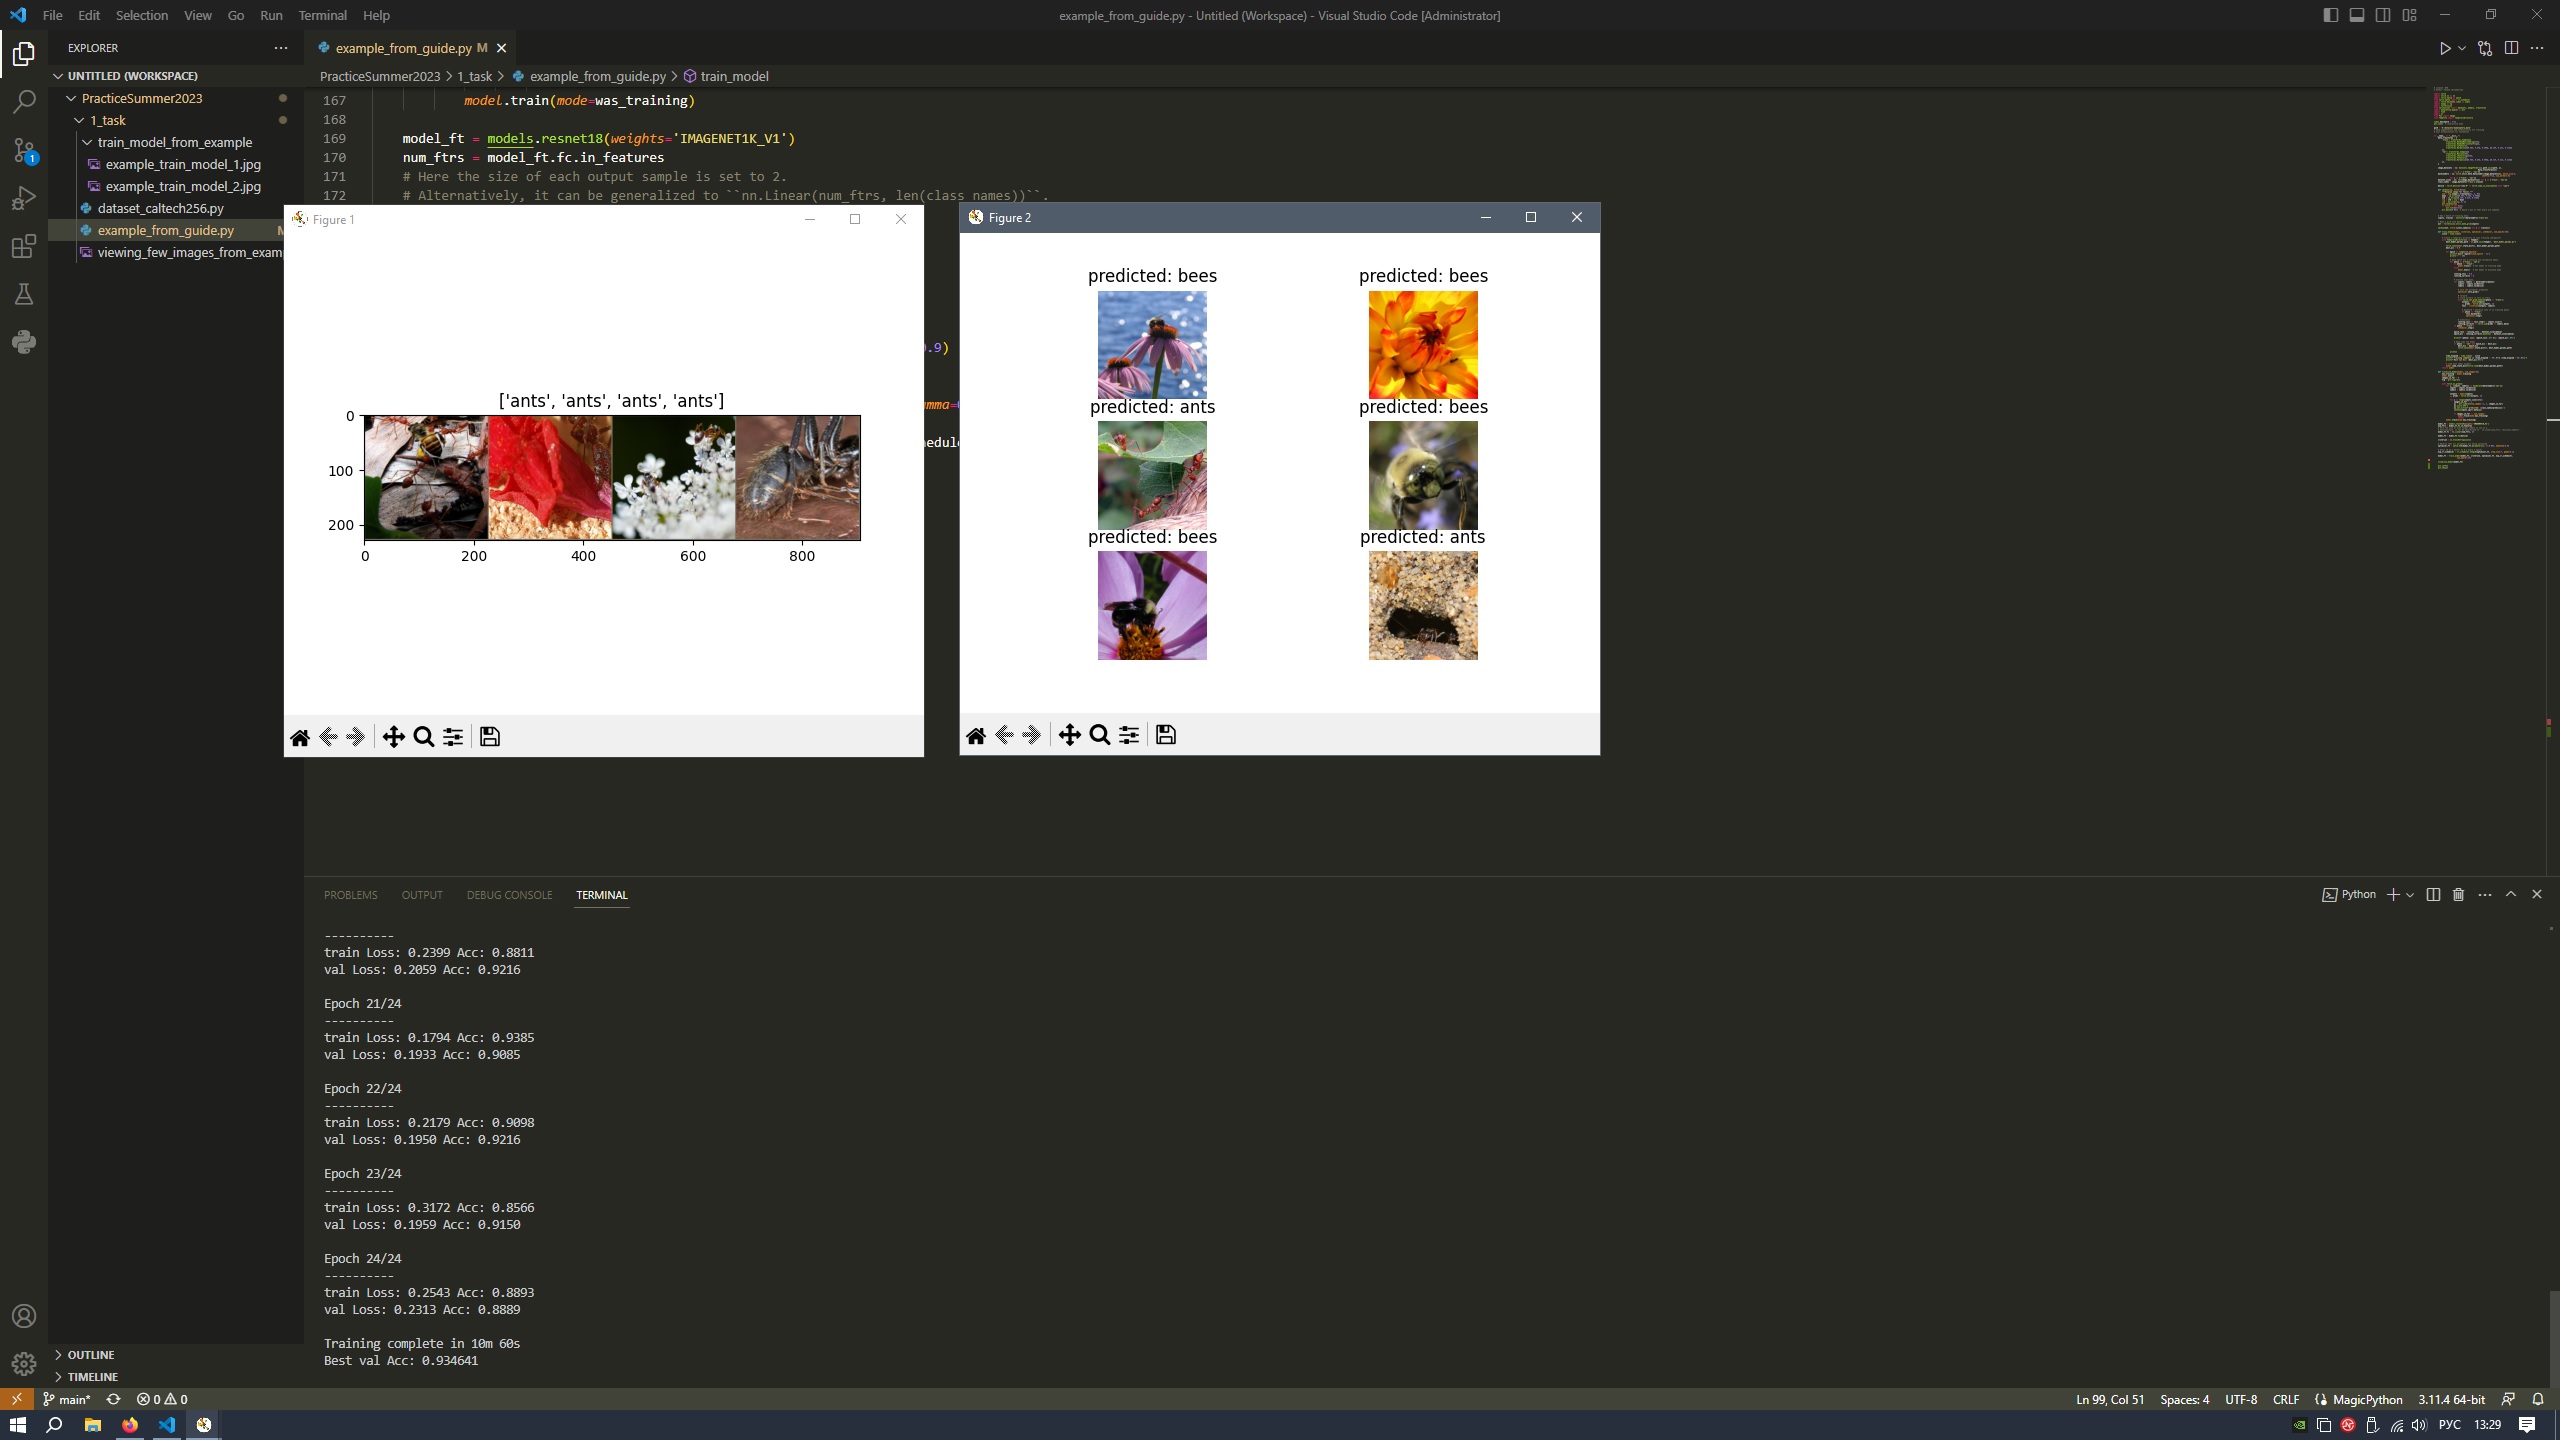 File Edit Selection View Go Run Terminal Help
example_from_guide.py - Untitled (Workspace) - Visual Studio Code [Administrator]
EXPLORER
UNTITLED (WORKSPACE)
PracticeSummer2023
1_task
train_model_from_example
example_train_model_1.jpg
example_train_model_2.jpg
dataset_caltech256.py
example_from_guide.py
viewing_few_images_from_exam
OUTLINE
TIMELINE
example_from_guide.py M
PracticeSummer2023 > 1_task > example_from_guide.py > train_model
167 model.train(mode=was_training)
168
169 model_ft = models.resnet18(weights='IMAGENET1K_V1')
170 num_ftrs = model_ft.fc.in_features
171 # Here the size of each output sample is set to 2.
172 # Alternatively, it can be generalized to ``nn.Linear(num_ftrs, len(class_names))``.
.9)
mma=
edul
Figure 1
['ants', 'ants', 'ants', 'ants']
0
100
200
0 200 400 600 800
Figure 2
predicted: bees predicted: bees
predicted: ants predicted: bees
predicted: bees predicted: ants
PROBLEMS OUTPUT DEBUG CONSOLE TERMINAL
Python
----------
train Loss: 0.2399 Acc: 0.8811
val Loss: 0.2059 Acc: 0.9216
Epoch 21/24
----------
train Loss: 0.1794 Acc: 0.9385
val Loss: 0.1933 Acc: 0.9085
Epoch 22/24
----------
train Loss: 0.2179 Acc: 0.9098
val Loss: 0.1950 Acc: 0.9216
Epoch 23/24
----------
train Loss: 0.3172 Acc: 0.8566
val Loss: 0.1959 Acc: 0.9150
Epoch 24/24
----------
train Loss: 0.2543 Acc: 0.8893
val Loss: 0.2313 Acc: 0.8889
Training complete in 10m 60s
Best val Acc: 0.934641
main* 0 0
Ln 99, Col 51 Spaces: 4 UTF-8 CRLF MagicPython 3.11.4 64-bit
РУС 13:29